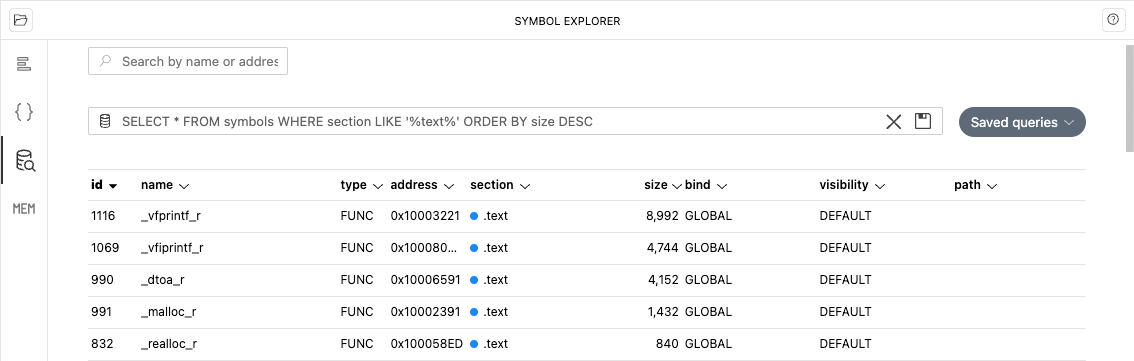 SYMBOL EXPLORER
Search by name or addres
{}
SELECT * FROM symbols WHERE section LIKE '%text%' ORDER BY size DESC
Saved queries
MEM
id name type address section size bind visibility path
1116 _vfprintf_r FUNC 0x10003221 .text 8,992 GLOBAL DEFAULT
1069 _vfiprintf_r FUNC 0x100080... .text 4,744 GLOBAL DEFAULT
990 _dtoa_r FUNC 0x10006591 .text 4,152 GLOBAL DEFAULT
991 _malloc_r FUNC 0x10002391 .text 1,432 GLOBAL DEFAULT
832 _realloc_r FUNC 0x100058ED .text 840 GLOBAL DEFAULT